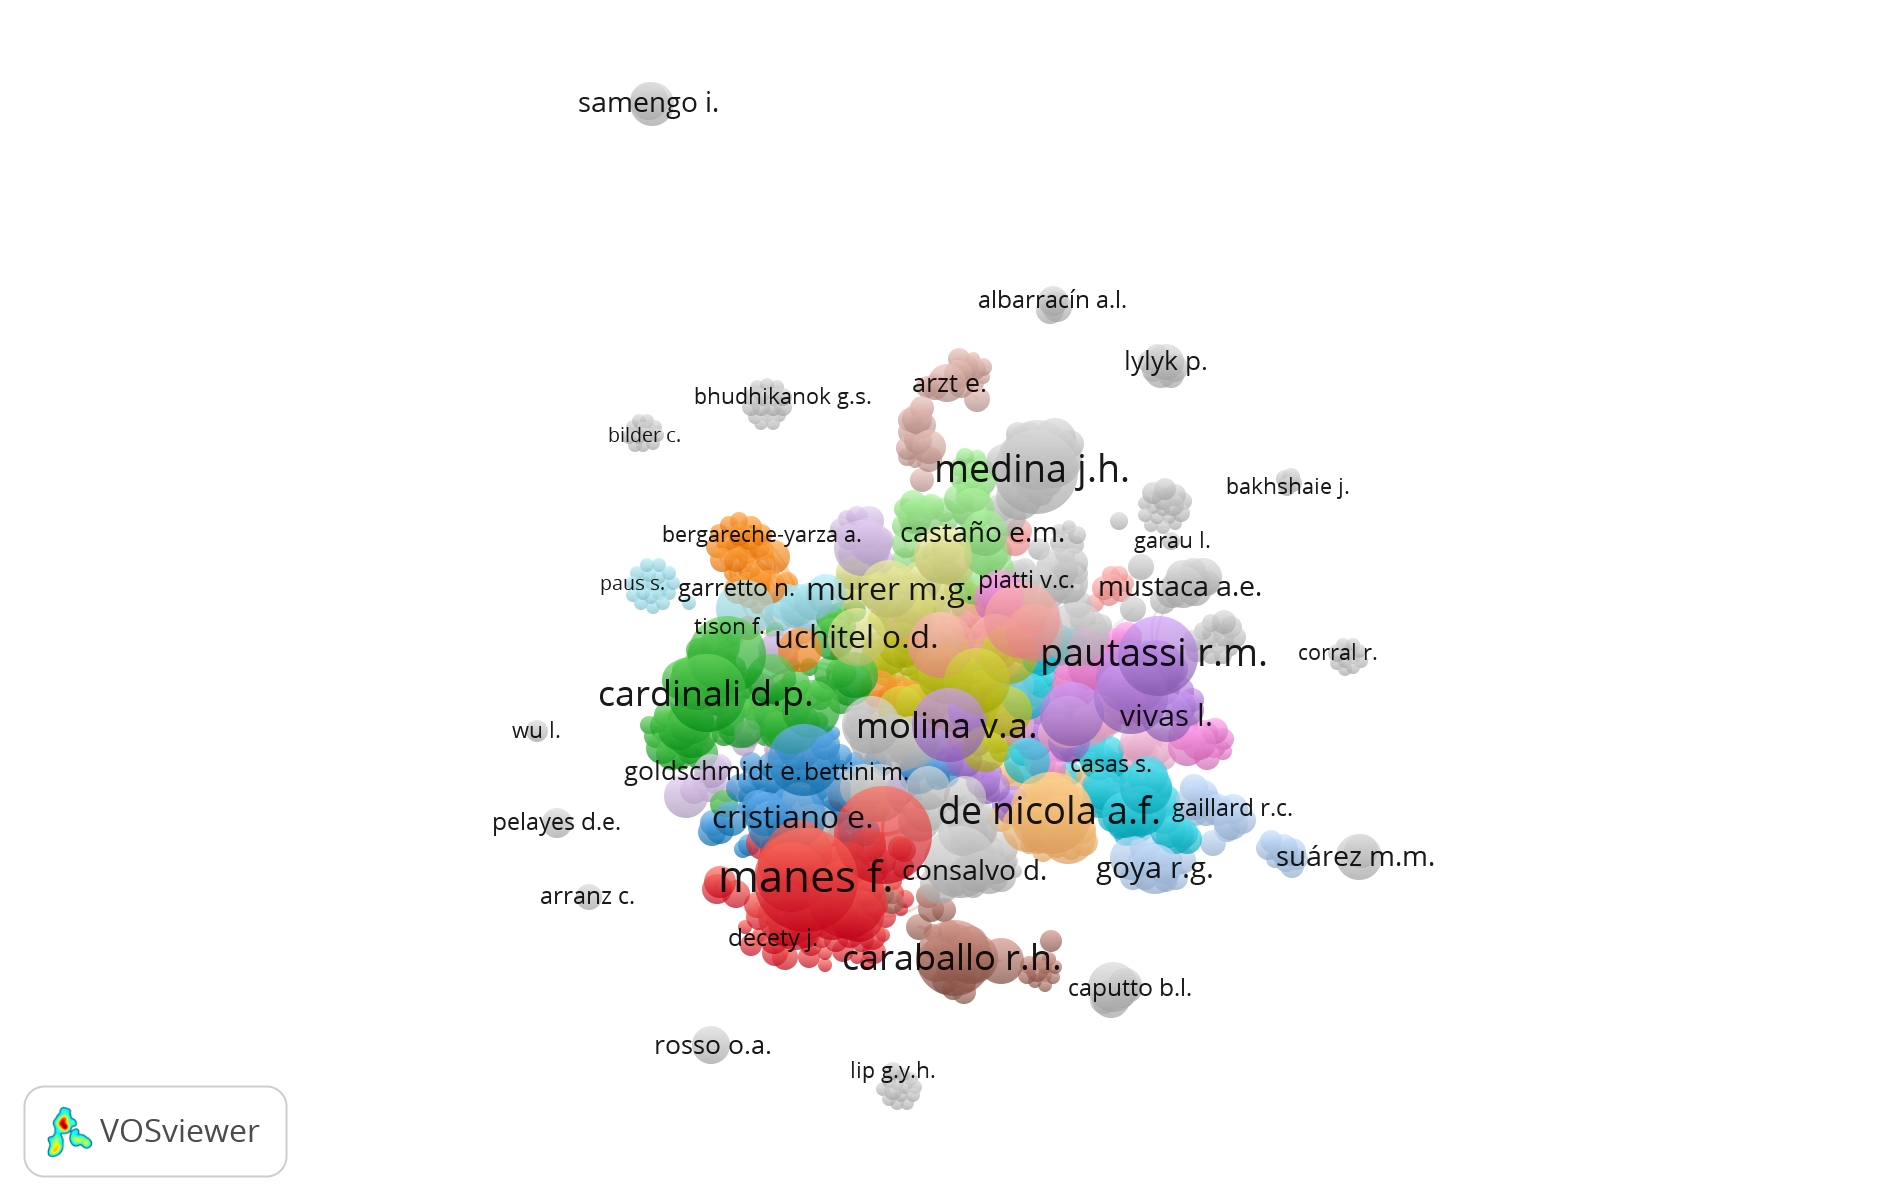 samengo i.
albarracín a.l.
lylyk p.
arzt e.
bhudhikanok g.s.
bilder c.
medina j.h.
bakhshaie j.
bergareche-yarza a.
castaño e.m.
garau l.
paus s.
garretto n.
murer m.g.
piatti v.c.
mustaca a.e.
tison f.
uchitel o.d.
pautassi r.m.
corral r.
cardinali d.p.
molina v.a.
vivas l.
wu l.
goldschmidt e.
bettini m.
casas s.
pelayes d.e.
cristiano e.
de nicola a.f.
gaillard r.c.
manes f.
consalvo d.
goya r.g.
suárez m.m.
arranz c.
decety j.
caraballo r.h.
caputto b.l.
rosso o.a.
lip g.y.h.
VOSviewer